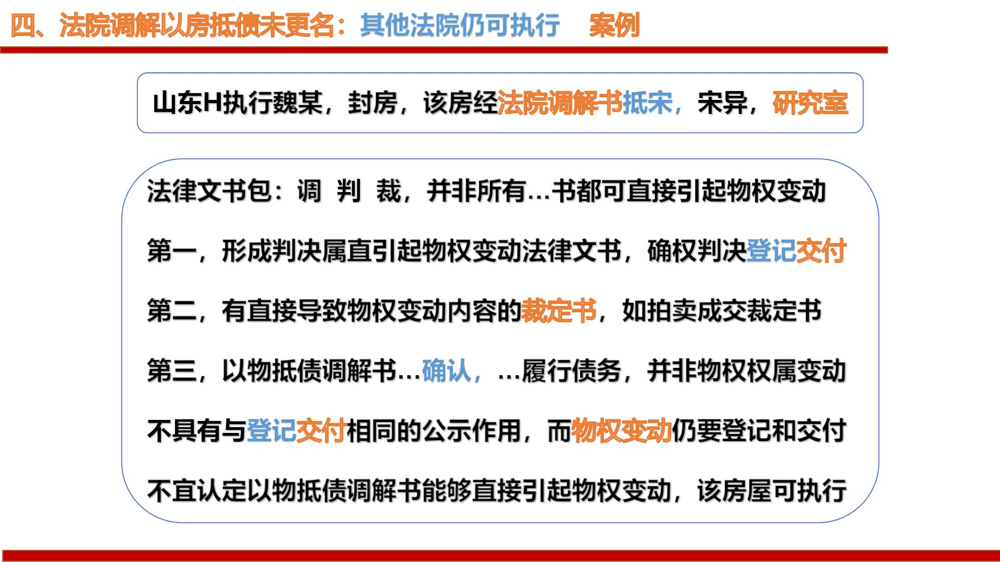 四、法院调解以房抵债未更名：其他法院仍可执行 案例
山东H执行魏某，封房，该房经法院调解书抵宋，宋异，研究室
法律文书包：调 判 裁，并非所有…书都可直接引起物权变动
第一，形成判决属直引起物权变动法律文书，确权判决登记交付
第二，有直接导致物权变动内容的裁定书，如拍卖成交裁定书
第三，以物抵债调解书…确认，…履行债务，并非物权权属变动
不具有与登记交付相同的公示作用，而物权变动仍要登记和交付
不宜认定以物抵债调解书能够直接引起物权变动，该房屋可执行